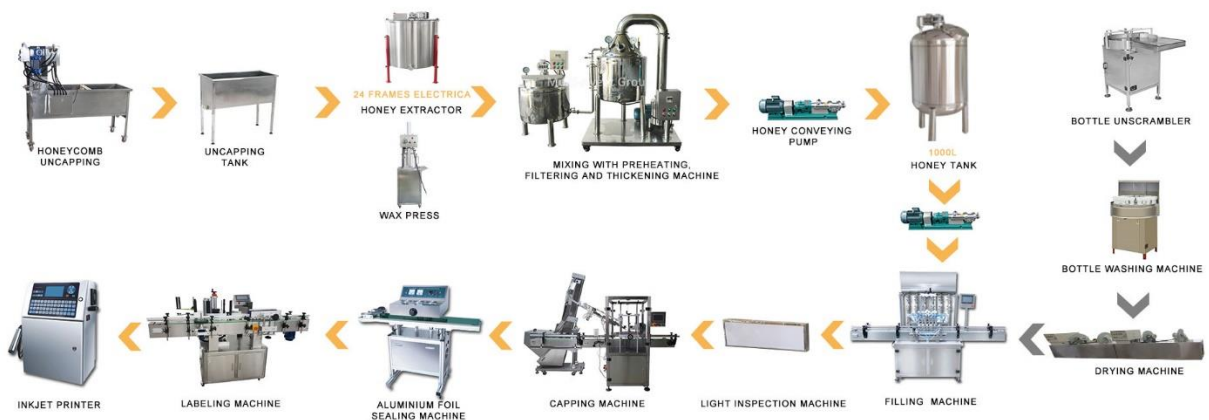 24 FRAMES ELECTRICA
HONEY EXTRACTOR
HONEYCOMB
UNCAPPING
UNCAPPING
TANK
WAX PRESS
MIXING WITH PREHEATING,
FILTERING AND THICKENING MACHINE
HONEY CONVEYING
PUMP
1000L
HONEY TANK
BOTTLE UNSCRAMBLER
BOTTLE WASHING MACHINE
DRYING MACHINE
FILLING MACHINE
LIGHT INSPECTION MACHINE
CAPPING MACHINE
ALUMINIUM FOIL
SEALING MACHINE
LABELING MACHINE
INKJET PRINTER